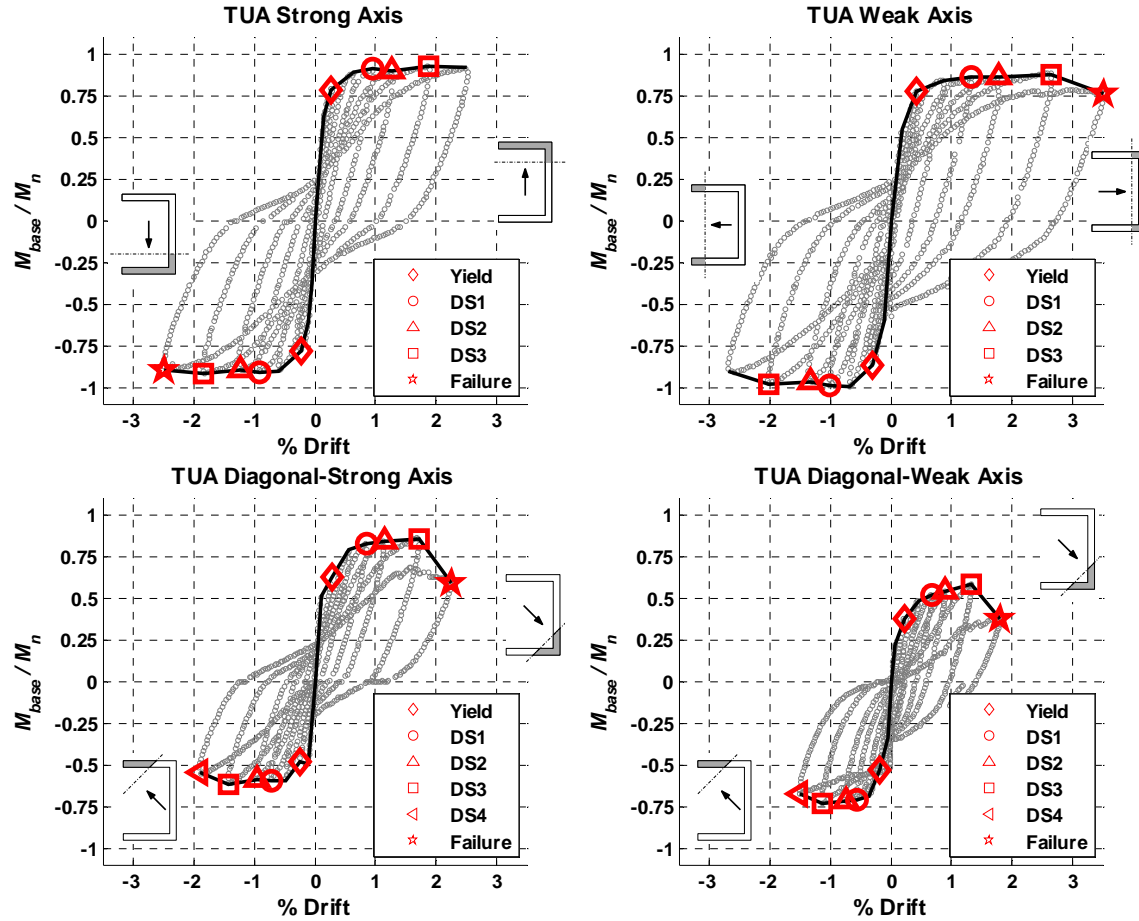 TUA Strong Axis
M_base / M_n
1
0.75
0.5
0.25
0
-0.25
-0.5
-0.75
-1
Yield
DS1
DS2
DS3
Failure
-3 -2 -1 0 1 2 3
% Drift
TUA Weak Axis
M_base / M_n
1
0.75
0.5
0.25
0
-0.25
-0.5
-0.75
-1
Yield
DS1
DS2
DS3
Failure
-3 -2 -1 0 1 2 3
% Drift
TUA Diagonal-Strong Axis
M_base / M_n
1
0.75
0.5
0.25
0
-0.25
-0.5
-0.75
-1
Yield
DS1
DS2
DS3
DS4
Failure
-3 -2 -1 0 1 2 3
% Drift
TUA Diagonal-Weak Axis
M_base / M_n
1
0.75
0.5
0.25
0
-0.25
-0.5
-0.75
-1
Yield
DS1
DS2
DS3
DS4
Failure
-3 -2 -1 0 1 2 3
% Drift